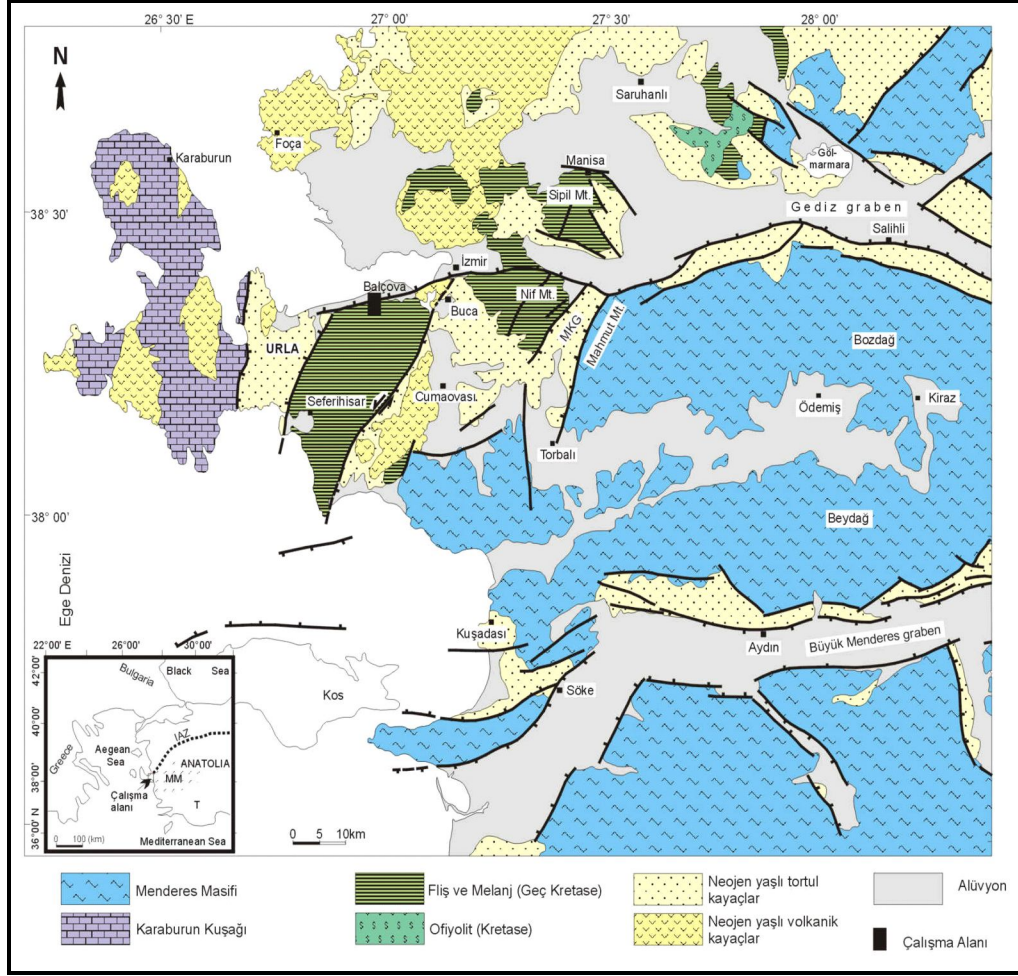 26° 30' E
27° 00'
27° 30'
28° 00'
N
Saruhanlı
Foça
Karaburun
Manisa
Göl-
marmara
Sipil Mt.
38° 30'
Gediz graben
Salihli
İzmir
Balçova
Nif Mt.
Buca
MKG
Mahmut Mt.
URLA
Bozdağ
Seferihisar
Cumaovası
Ödemiş
Kiraz
Torbalı
38° 00'
Beydağ
Ege Denizi
Kuşadası
Aydın
Büyük Menderes graben
Söke
Kos
22°00' E
26°00'
30°00'
42°00'
40°00'
38°00'
36°00' N
Bulgaria
Black Sea
Greece
Aegean
Sea
IAZ
ANATOLIA
MM
Çalışma
alanı
T
0 100 (km)
Mediterranean Sea
0 5 10km
Menderes Masifi
Karaburun Kuşağı
Fliş ve Melanj (Geç Kretase)
Ofiyolit (Kretase)
Neojen yaşlı tortul
kayaçlar
Neojen yaşlı volkanik
kayaçlar
Alüvyon
Çalışma Alanı